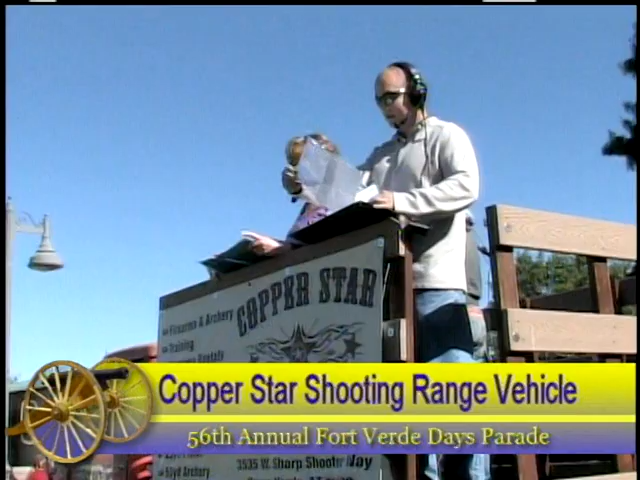 COPPER STAR
Firearms & Archery
Training
Copper Star Shooting Range Vehicle
56th Annual Fort Verde Days Parade
Archery
3535 W. Sharp Shooter Way